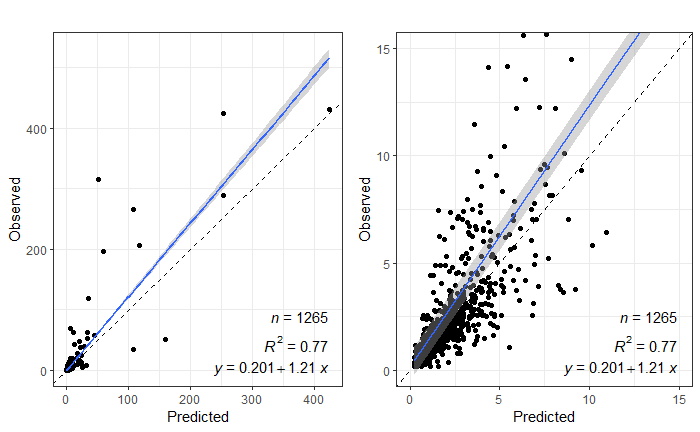 400
200
0
Observed
n = 1265
R² = 0.77
y = 0.201 + 1.21 x
0 100 200 300 400
Predicted
15
10
5
0
Observed
n = 1265
R² = 0.77
y = 0.201 + 1.21 x
0 5 10 15
Predicted